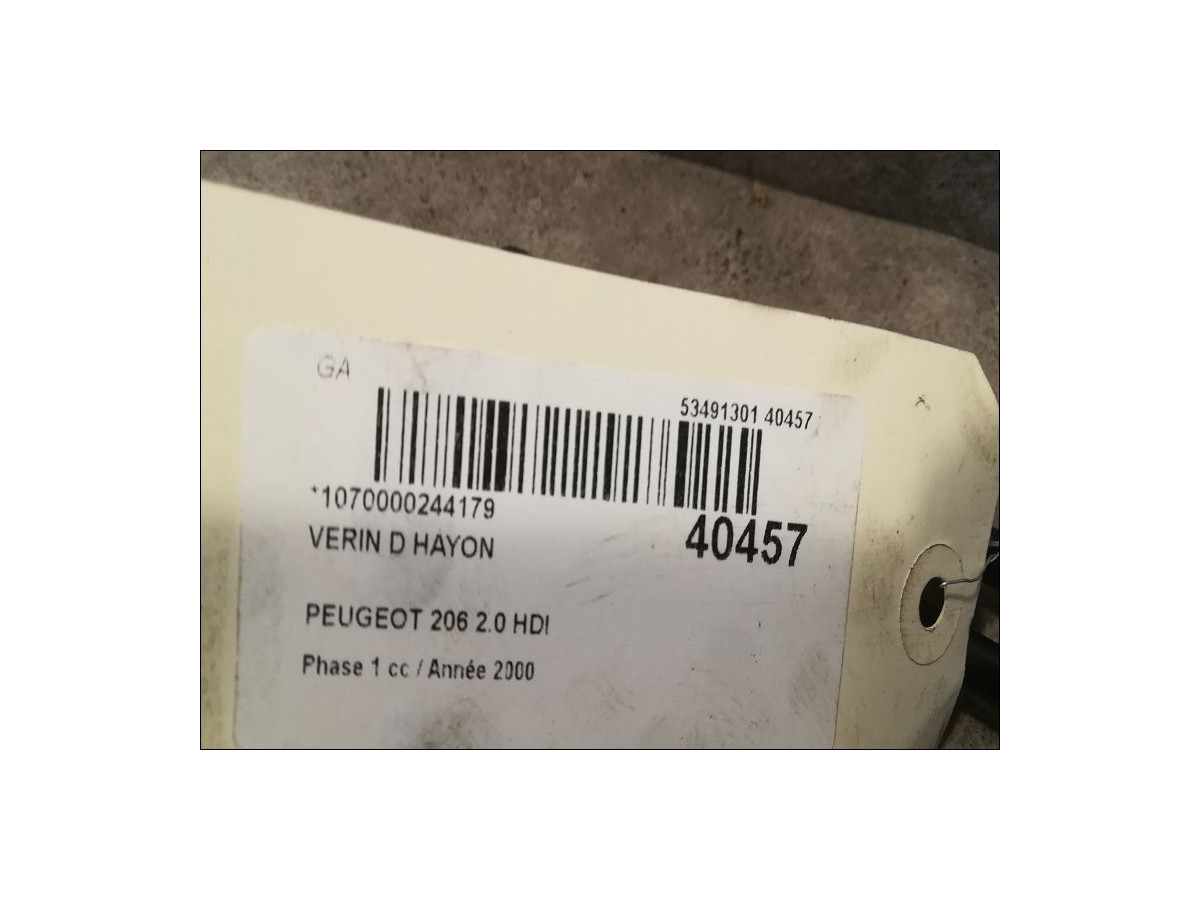 GA
53491301 40457
*1070000244179
40457
VERIN D HAYON
PEUGEOT 206 2.0 HDI
Phase 1 cc / Année 2000